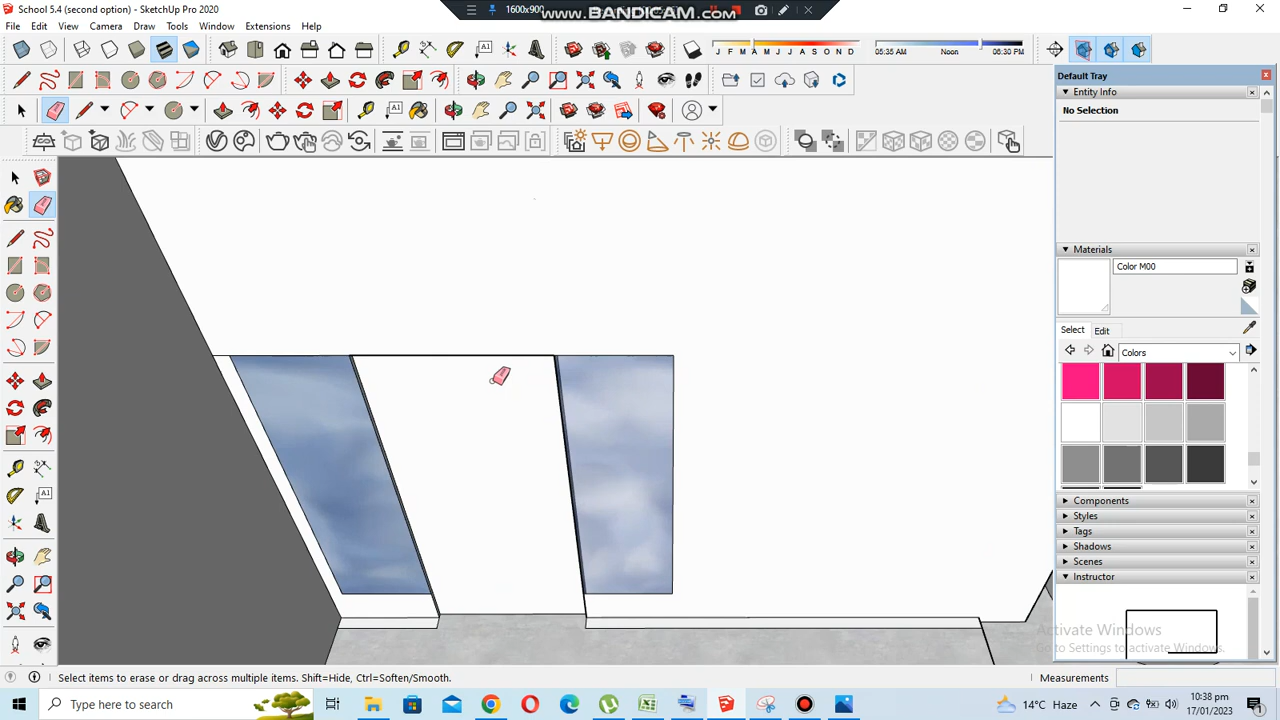 School 5.4 (second option) - SketchUp Pro 2020
www.BANDICAM.com
1600x900
File Edit View Camera Draw Tools Window Extensions Help
J F M A M J J A S O N D
05:35 AM Noon 06:30 PM
Default Tray
Entity Info
No Selection
Materials
Color M00
Select Edit
Colors
Components
Styles
Tags
Shadows
Scenes
Instructor
Activate Windows
Go to Settings to activate Windows.
Select items to erase or drag across multiple items. Shift=Hide, Ctrl=Soften/Smooth.
Measurements
Type here to search
14°C Haze
10:38 pm
17/01/2023